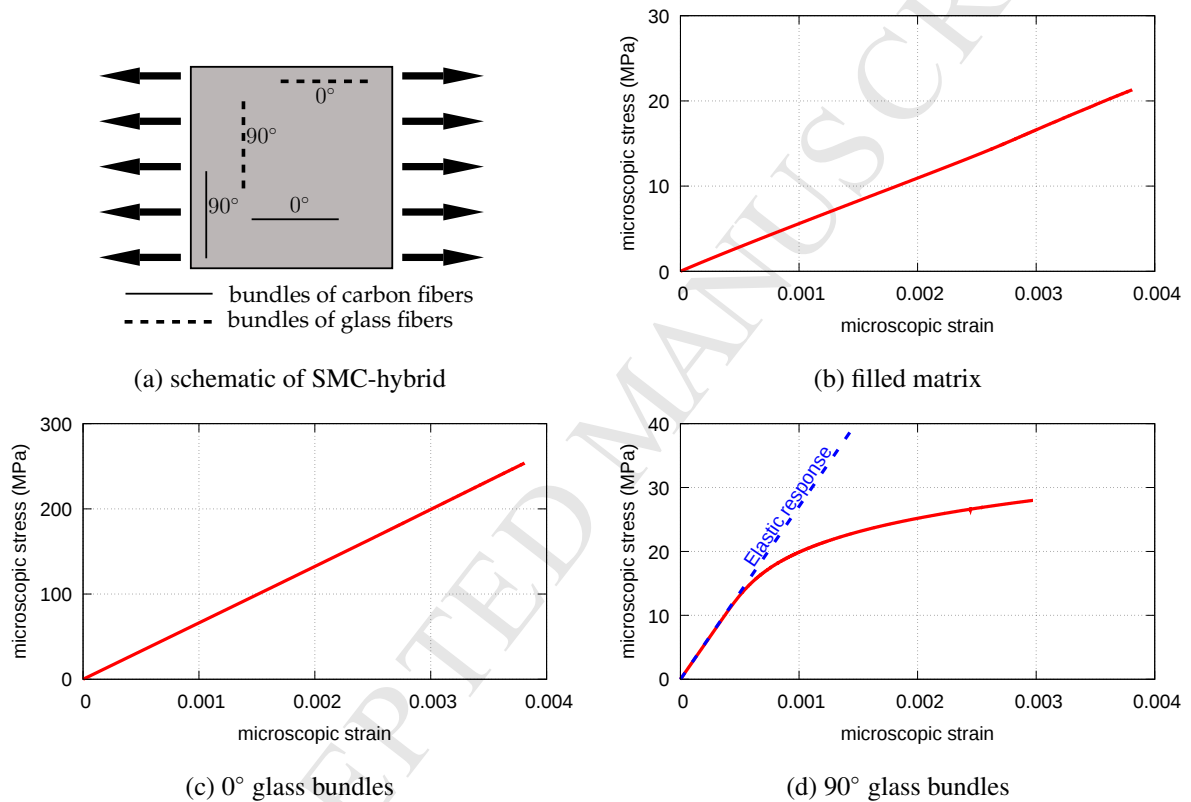 0°
90°
90°
0°
bundles of carbon fibers
bundles of glass fibers
(a) schematic of SMC-hybrid
microscopic stress (MPa)
30
20
10
0
0 0.001 0.002 0.003 0.004
microscopic strain
(b) filled matrix
microscopic stress (MPa)
300
200
100
0
0 0.001 0.002 0.003 0.004
microscopic strain
(c) 0° glass bundles
microscopic stress (MPa)
40
30
20
10
0
Elastic response
0 0.001 0.002 0.003 0.004
microscopic strain
(d) 90° glass bundles
EPTED MANUSCR